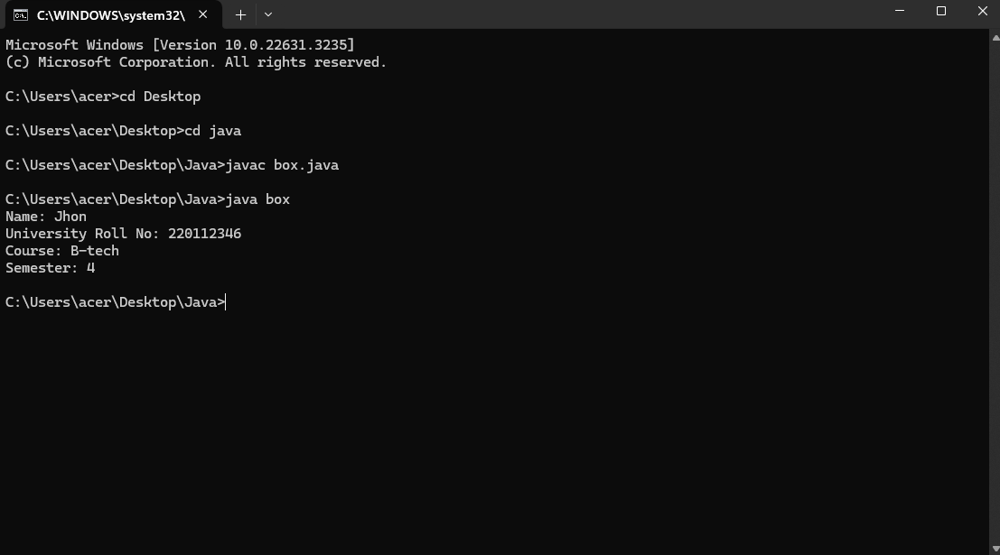 C:\WINDOWS\system32\
Microsoft Windows [Version 10.0.22631.3235]
(c) Microsoft Corporation. All rights reserved.
C:\Users\acer>cd Desktop
C:\Users\acer\Desktop>cd java
C:\Users\acer\Desktop\Java>javac box.java
C:\Users\acer\Desktop\Java>java box
Name: Jhon
University Roll No: 220112346
Course: B-tech
Semester: 4
C:\Users\acer\Desktop\Java>